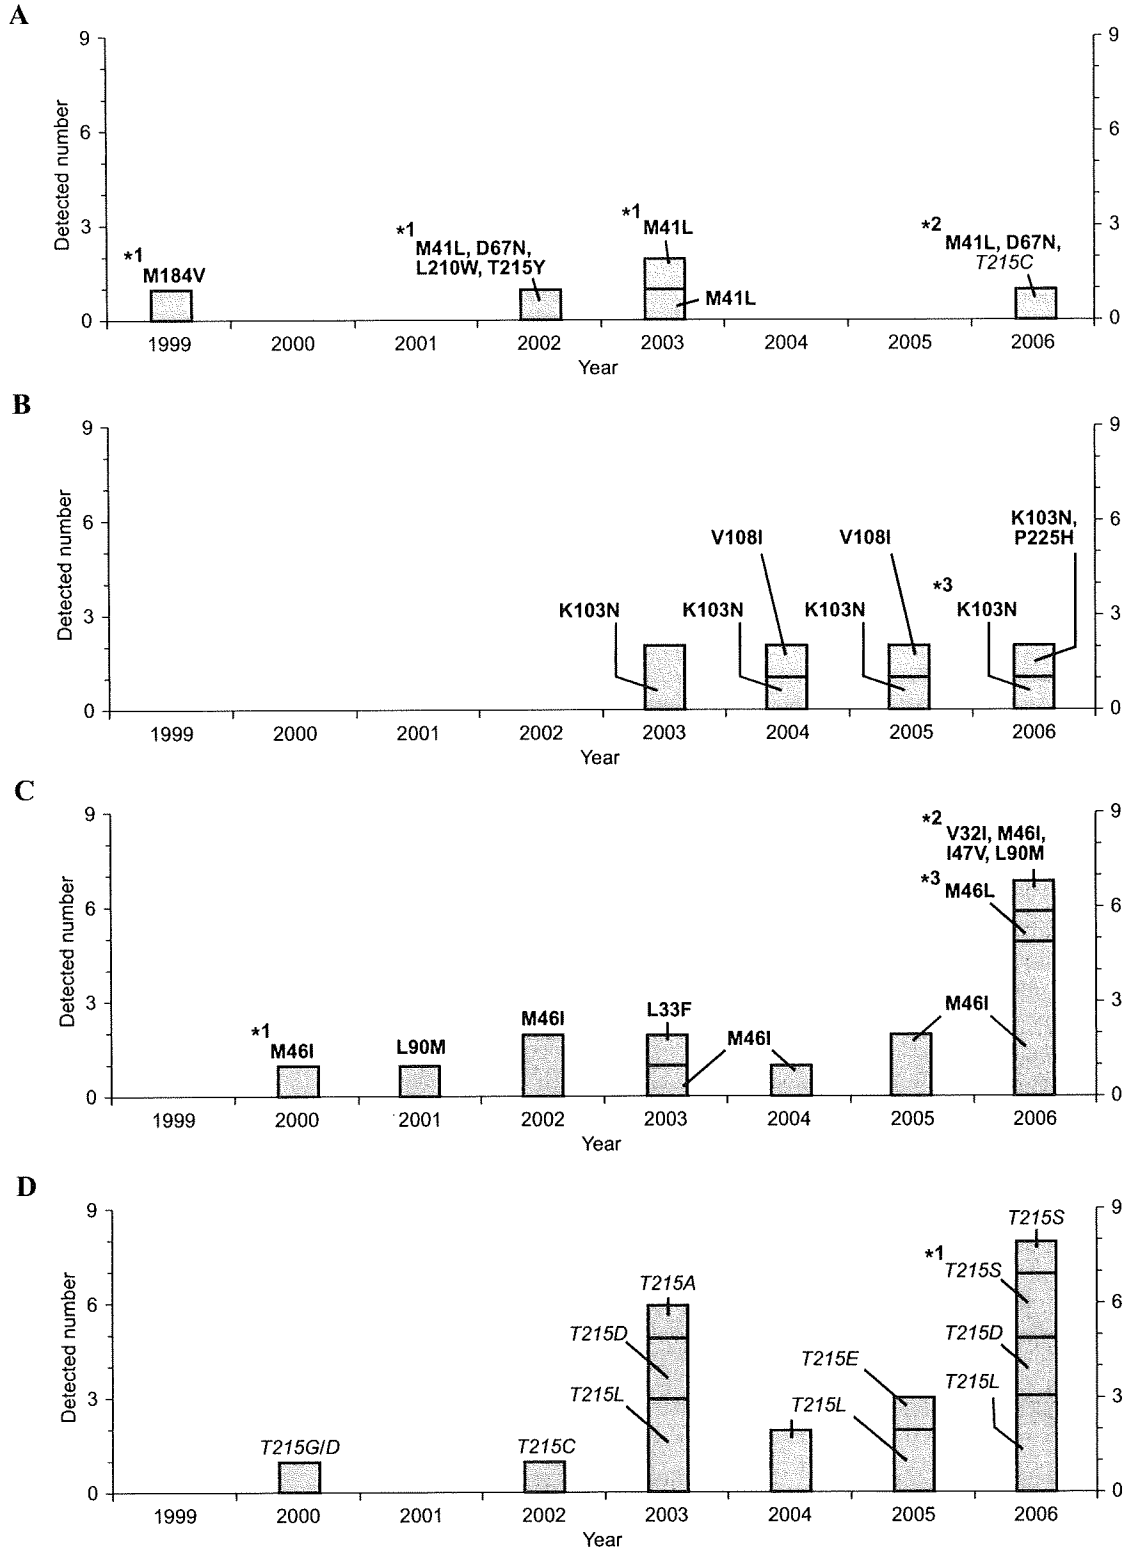 A
9
6
3
0
Detected number
9
6
3
0
*1
M184V
*1
M41L, D67N,
L210W, T215Y
*1
M41L
M41L
*2
M41L, D67N,
T215C
1999 2000 2001 2002 2003 2004 2005 2006
Year
B
9
6
3
0
Detected number
9
6
3
0
K103N
V108I
K103N
V108I
K103N
*3
K103N
K103N,
P225H
1999 2000 2001 2002 2003 2004 2005 2006
Year
C
9
6
3
0
Detected number
9
6
3
0
*1
M46I
L90M
M46I
L33F
M46I
*2
V32I, M46I,
I47V, L90M
*3
M46L
M46I
1999 2000 2001 2002 2003 2004 2005 2006
Year
D
9
6
3
0
Detected number
9
6
3
0
T215G/D
T215C
T215A
T215D
T215L
T215L
T215E
T215S
*1
T215S
T215D
T215L
1999 2000 2001 2002 2003 2004 2005 2006
Year